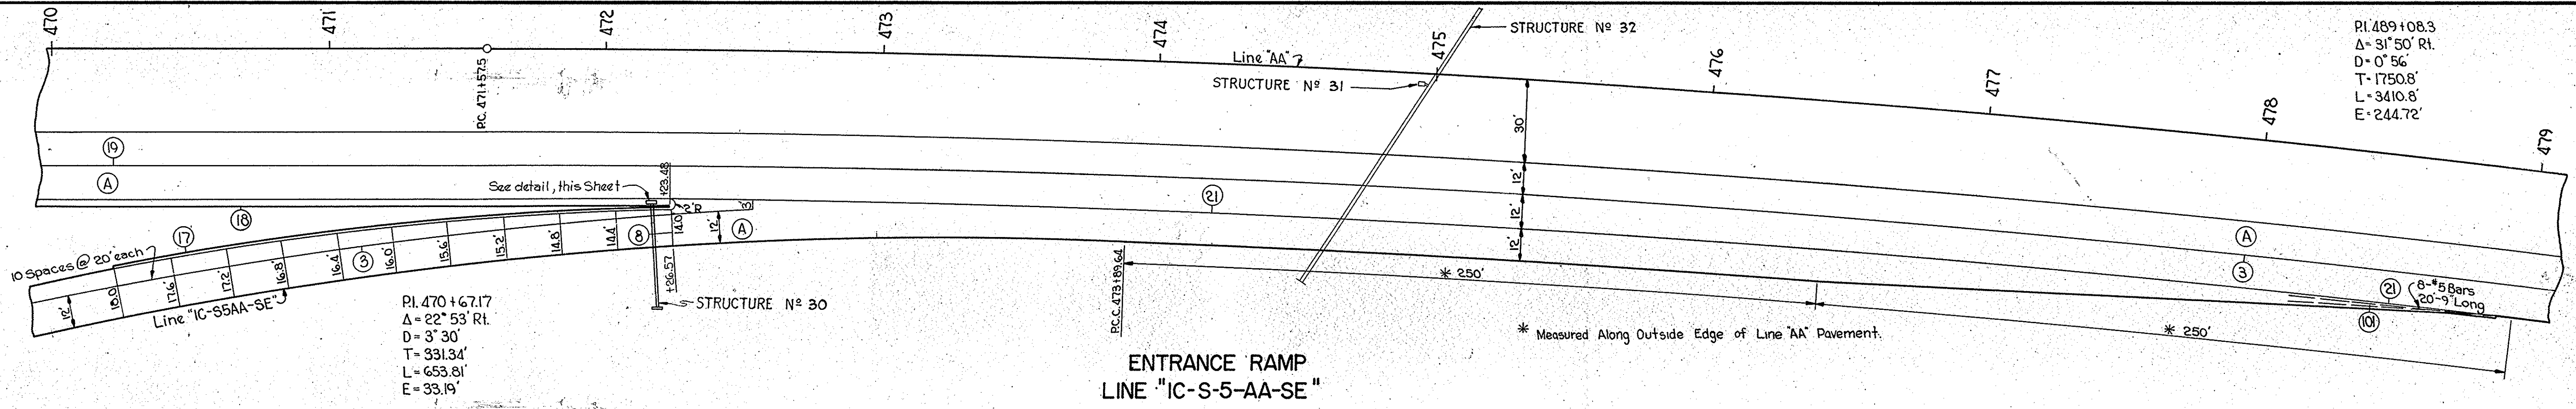 470
471
472
473
474
475
476
477
478
479
P.C. 471+57.5
Line "AA"
STRUCTURE Nº 32
STRUCTURE Nº 31
P.I. 489+08.3
Δ = 31° 50' Rt.
D = 0° 56'
T = 1750.8'
L = 3410.8'
E = 244.72'
30'
12'
12'
12'
19
A
See detail, this Sheet
+23.48
2'R
3'
21
18
17
10 Spaces @ 20' each
18.0'
17.6'
17.2'
16.8'
16.4'
16.0'
15.6'
15.2'
14.8'
14.4'
14.0'
3
8
12'
A
12'
Line "IC-S5AA-SE"
+26.57
STRUCTURE Nº 30
P.I. 470+67.17
Δ = 22° 53' Rt.
D = 3° 30'
T = 331.34'
L = 653.81'
E = 33.19'
P.C.C. 473+89.64
* 250'
A
3
21
8-#5 Bars
20'-9" Long
101
* 250'
* Measured Along Outside Edge of Line "AA" Pavement.
ENTRANCE RAMP
LINE "IC-S-5-AA-SE"